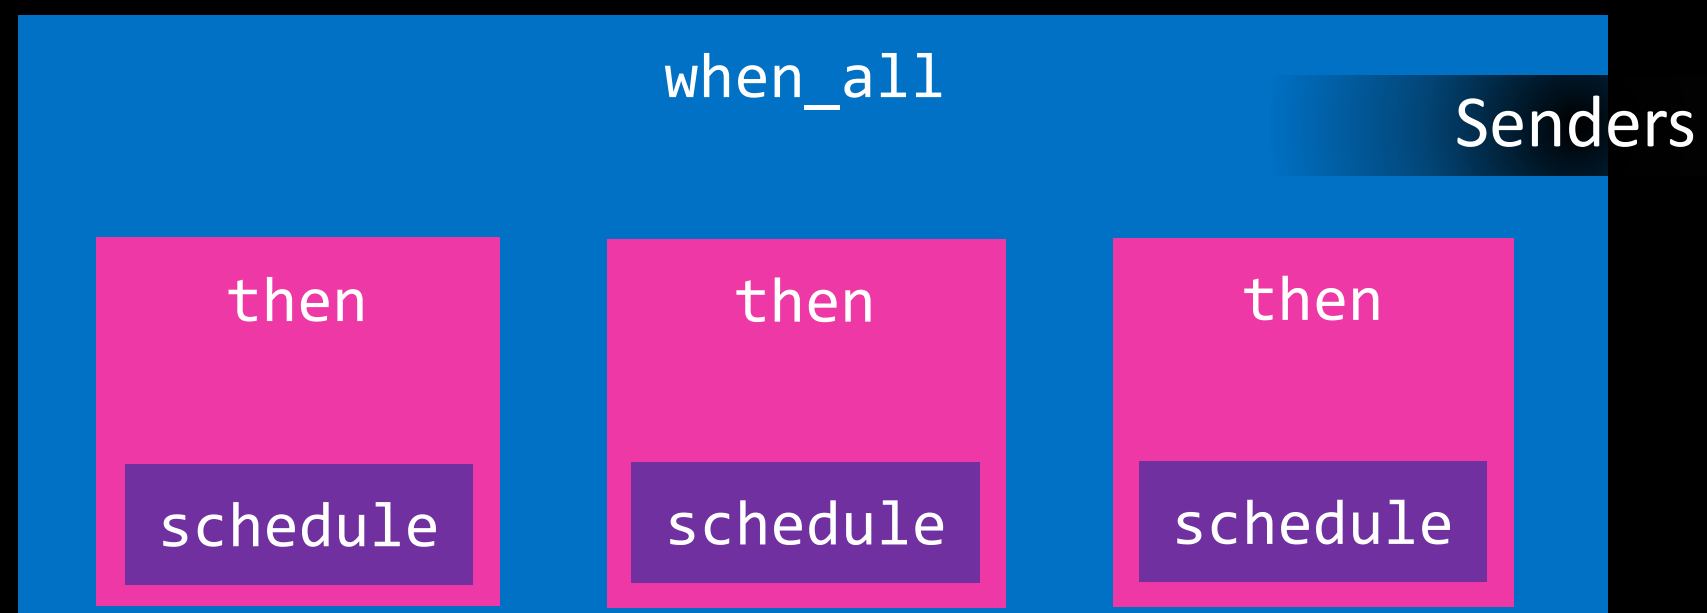 when_all
Senders
then
then
then
schedule
schedule
schedule